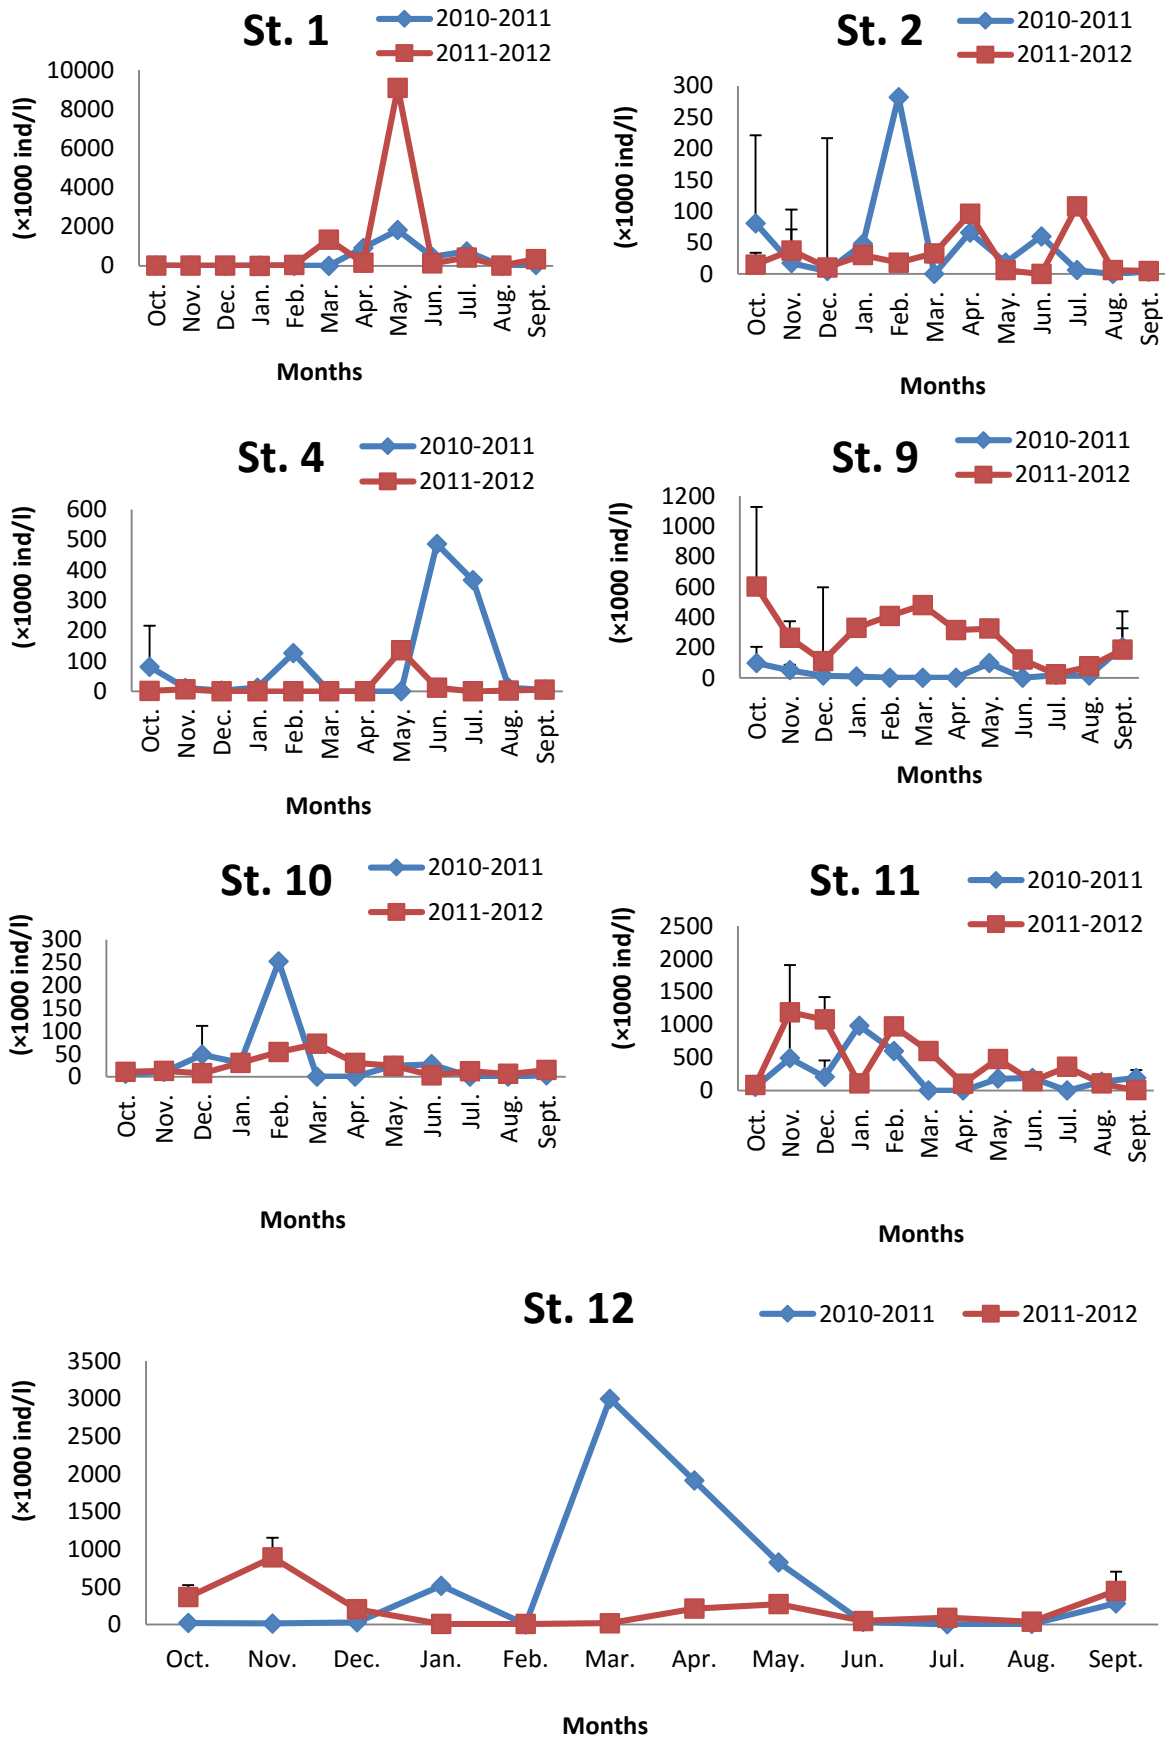 St. 1
2010-2011
2011-2012
(×1000 ind/l)
10000
8000
6000
4000
2000
0
Oct. Nov. Dec. Jan. Feb. Mar. Apr. May. Jun. Jul. Aug. Sept.
Months
St. 2
2010-2011
2011-2012
(×1000 ind/l)
300
250
200
150
100
50
0
Oct. Nov. Dec. Jan. Feb. Mar. Apr. May. Jun. Jul. Aug. Sept.
Months
St. 4
2010-2011
2011-2012
(×1000 ind/l)
600
500
400
300
200
100
0
Oct. Nov. Dec. Jan. Feb. Mar. Apr. May. Jun. Jul. Aug. Sept.
Months
St. 9
2010-2011
2011-2012
(×1000 ind/l)
1200
1000
800
600
400
200
0
Oct. Nov. Dec. Jan. Feb. Mar. Apr. May. Jun. Jul. Aug. Sept.
Months
St. 10
2010-2011
2011-2012
(×1000 ind/l)
300
250
200
150
100
50
0
Oct. Nov. Dec. Jan. Feb. Mar. Apr. May. Jun. Jul. Aug. Sept.
Months
St. 11
2010-2011
2011-2012
(×1000 ind/l)
2500
2000
1500
1000
500
0
Oct. Nov. Dec. Jan. Feb. Mar. Apr. May. Jun. Jul. Aug. Sept.
Months
St. 12
2010-2011 2011-2012
(×1000 ind/l)
3500
3000
2500
2000
1500
1000
500
0
Oct. Nov. Dec. Jan. Feb. Mar. Apr. May. Jun. Jul. Aug. Sept.
Months